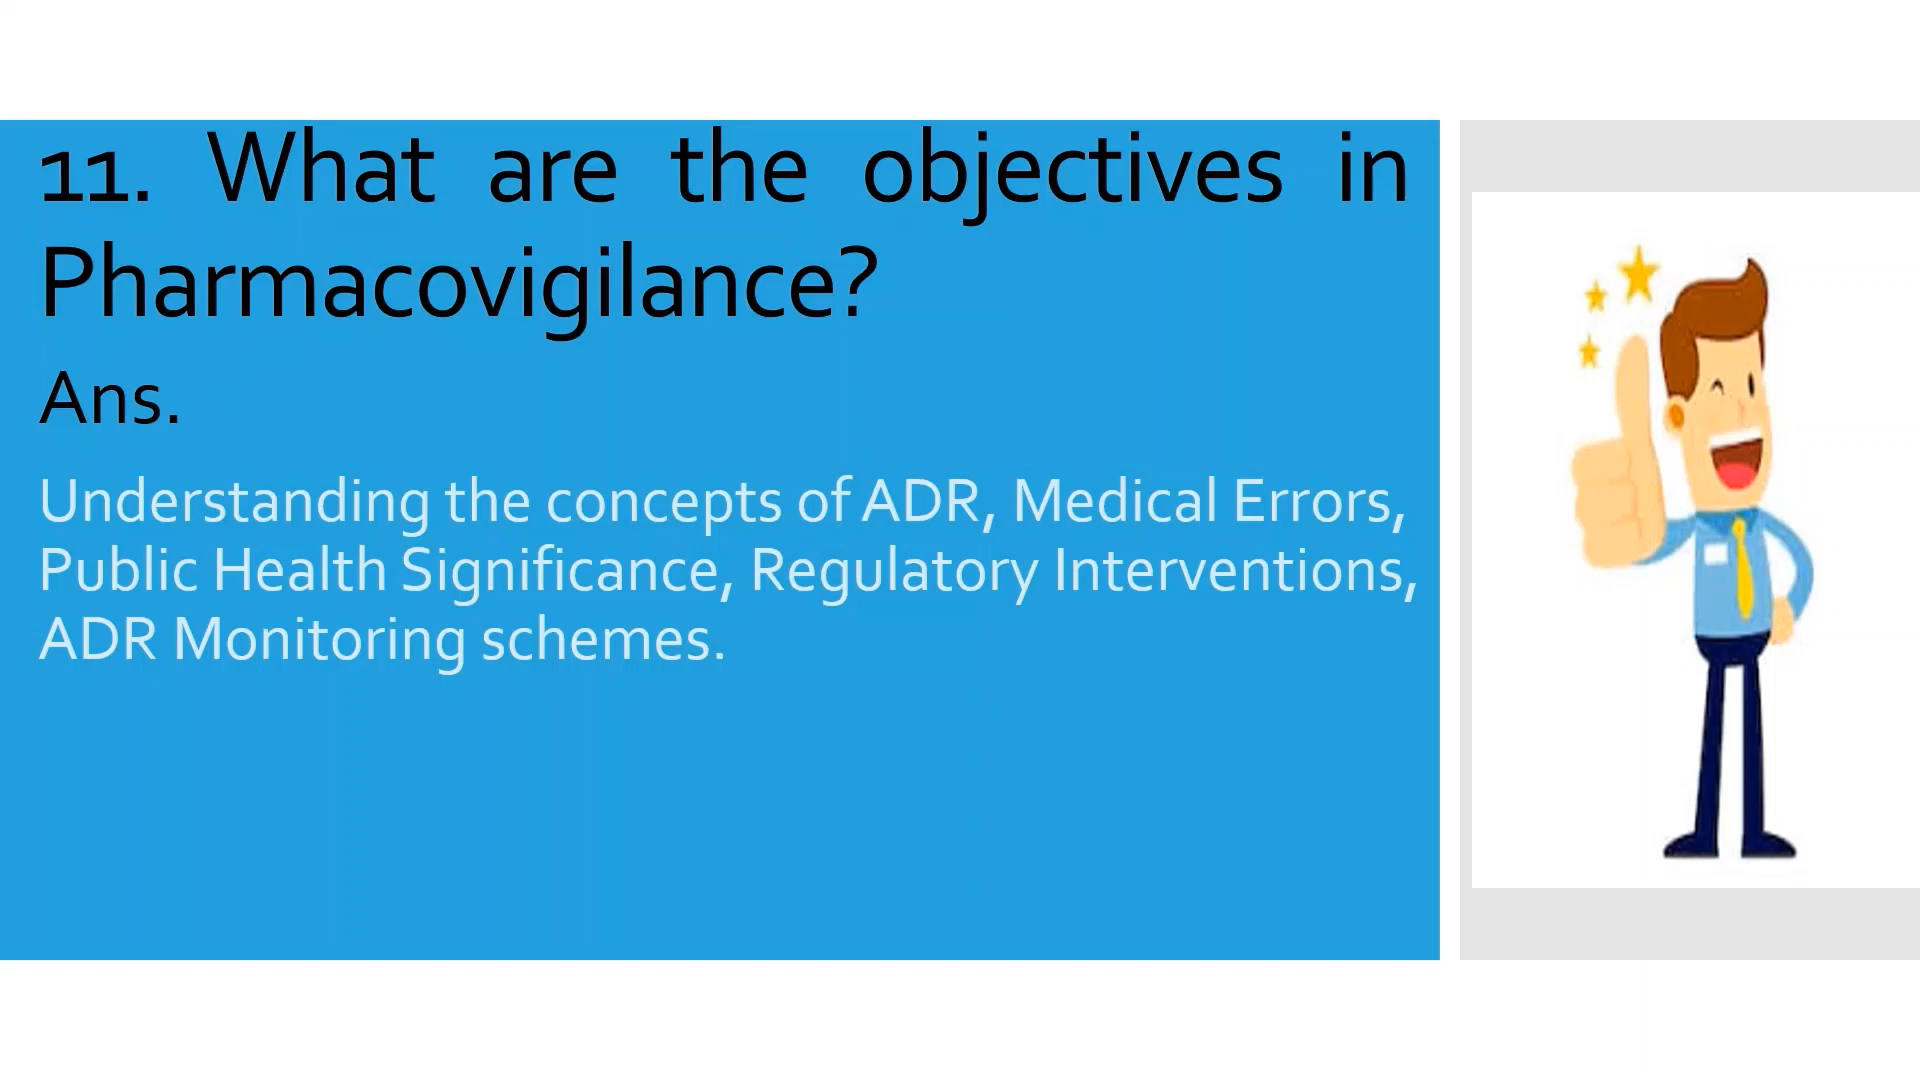 11. What are the objectives in
Pharmacovigilance?
Ans.
Understanding the concepts of ADR, Medical Errors,
Public Health Significance, Regulatory Interventions,
ADR Monitoring schemes.